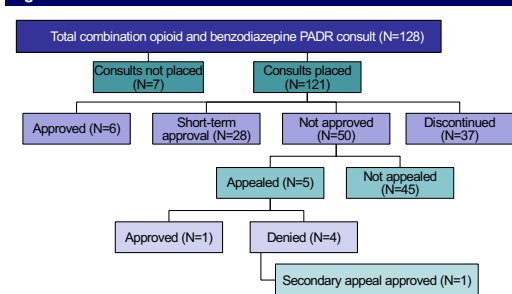 Total combination opioid and benzodiazepine PADR consult (N=128)
Consults not placed
(N=7)
Consults placed
(N=121)
Approved (N=6)
Short-term
approval (N=28)
Not approved
(N=50)
Discontinued
(N=37)
Appealed (N=5)
Not appealed
(N=45)
Approved (N=1)
Denied (N=4)
Secondary appeal approved (N=1)